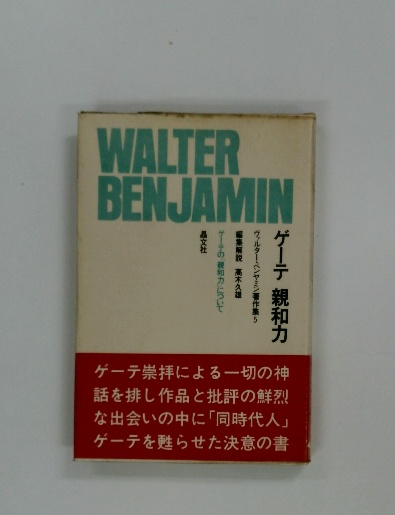 WALTER
BENJAMIN
ゲーテ 親和力
ヴァルター・ベンヤミン著作集5
編集解説 高木久雄
ゲーテの『親和力』について
晶文社
ゲーテ崇拝による一切の神
話を排し作品と批評の鮮烈
な出会いの中に「同時代人」
ゲーテを甦らせた決意の書